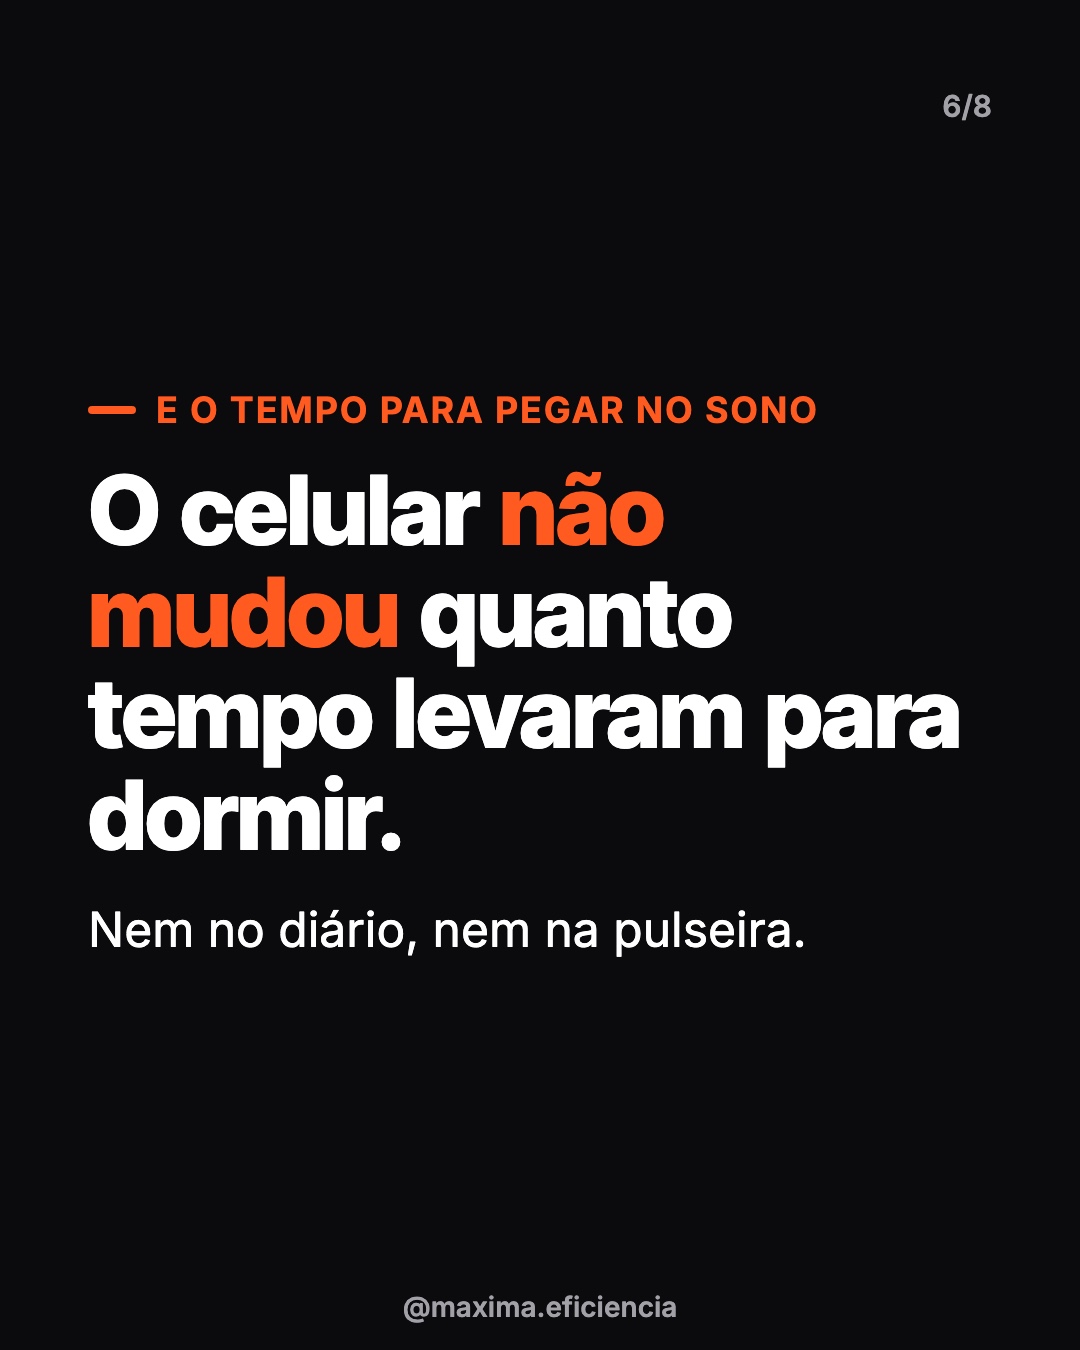 6/8
E O TEMPO PARA PEGAR NO SONO
O celular não
mudou quanto
tempo levaram para
dormir.
Nem no diário, nem na pulseira.
@maxima.eficiencia